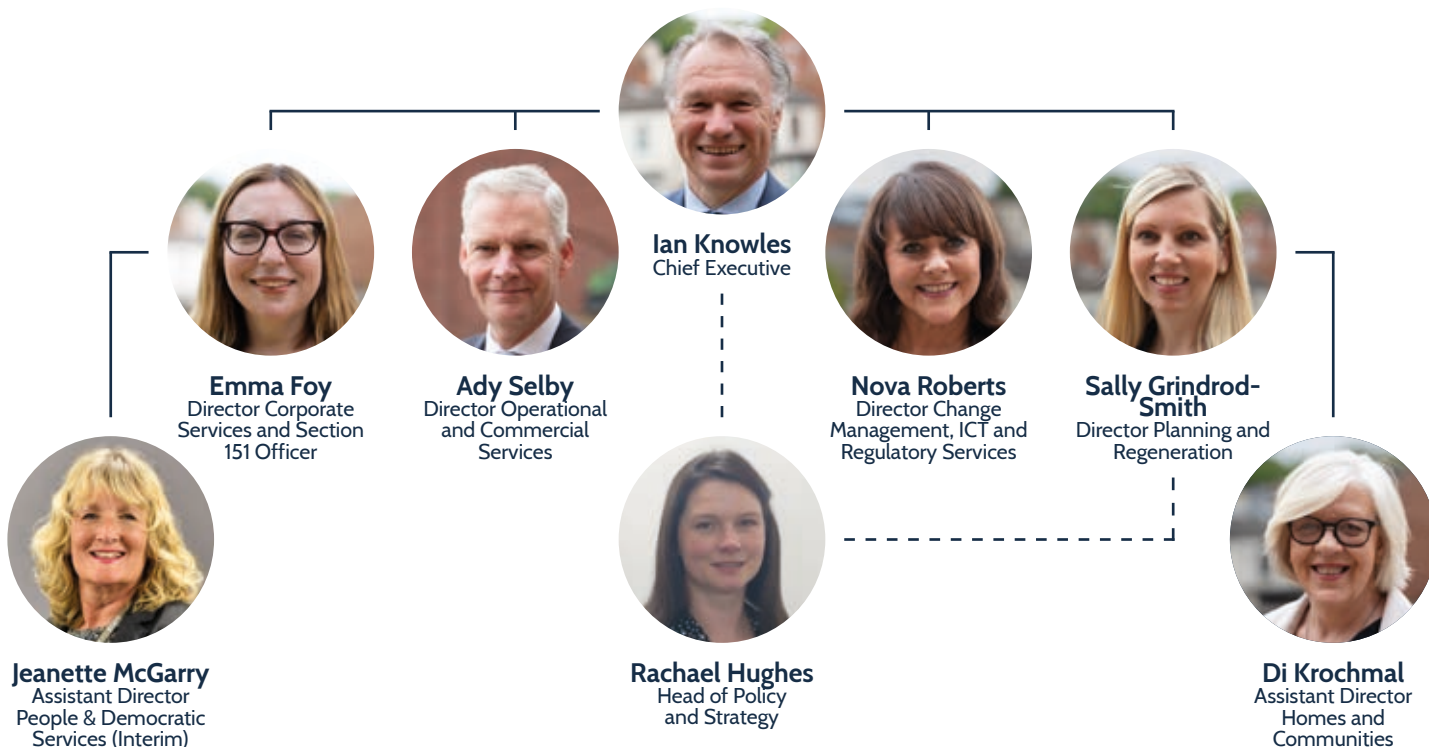 Ian Knowles
Chief Executive
Emma Foy
Director Corporate
Services and Section
151 Officer
Ady Selby
Director Operational
and Commercial
Services
Nova Roberts
Director Change
Management, ICT and
Regulatory Services
Sally Grindrod-
Smith
Director Planning and
Regeneration
Jeanette McGarry
Assistant Director
People & Democratic
Services (Interim)
Rachael Hughes
Head of Policy
and Strategy
Di Krochmal
Assistant Director
Homes and
Communities